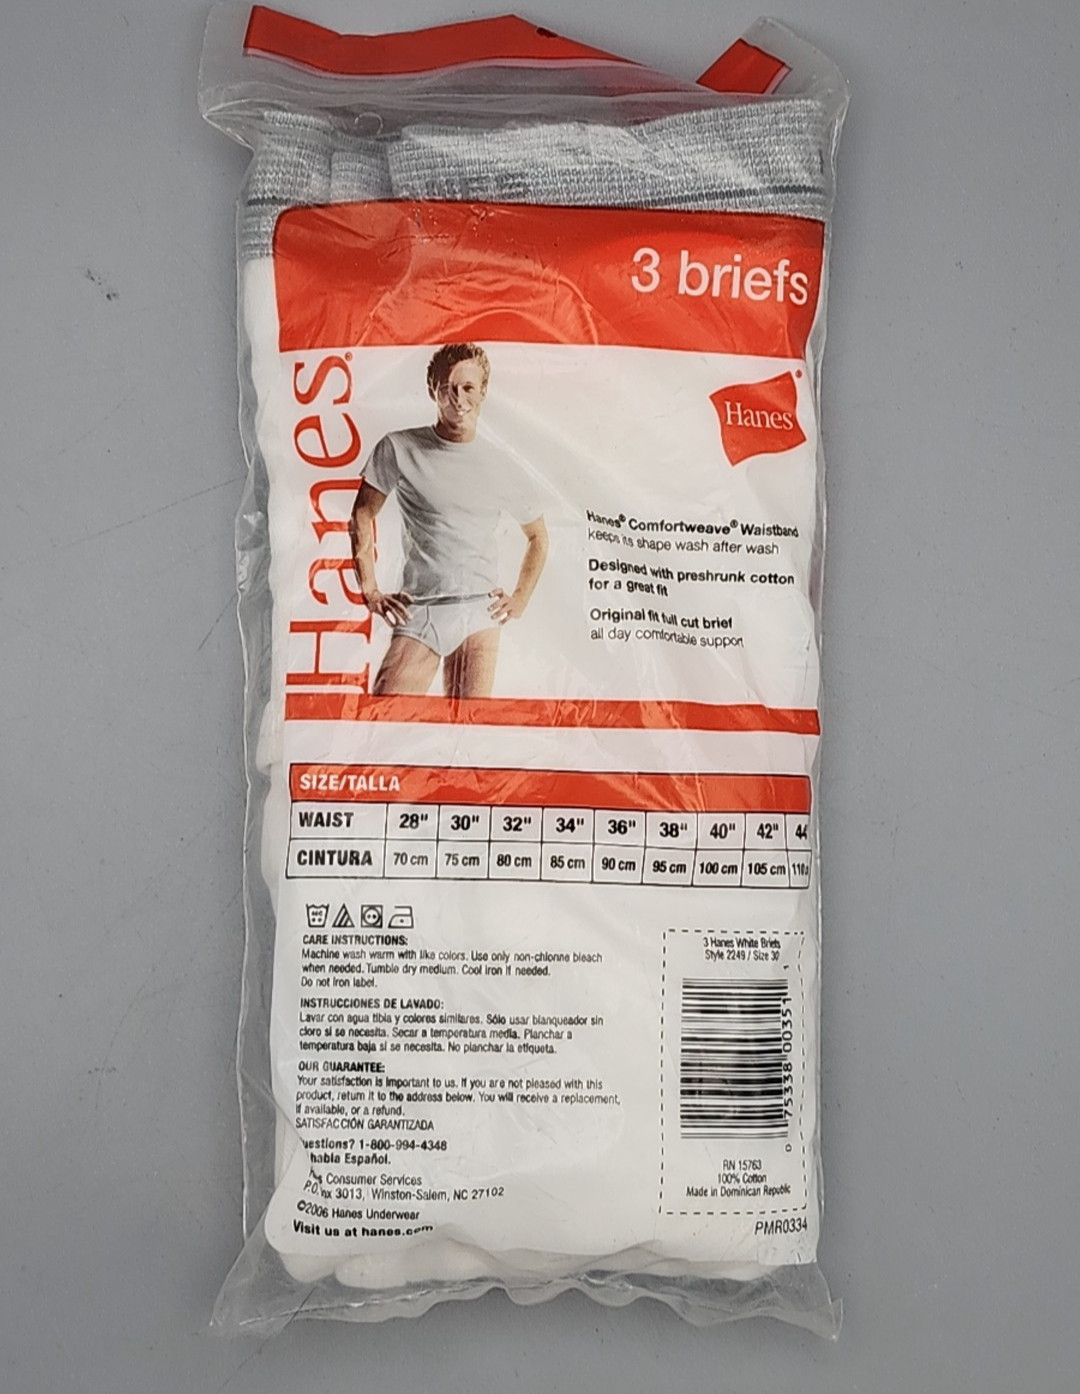 3 briefs
Hanes®
Hanes
Hanes® Comfortweave® Waistband
keeps its shape wash after wash
Designed with preshrunk cotton
for a great fit
Original fit full cut brief
all day comfortable support
SIZE/TALLA
WAIST 28" 30" 32" 34" 36" 38" 40" 42" 44
CINTURA 70 cm 75 cm 80 cm 85 cm 90 cm 95 cm 100 cm 105 cm 110
CARE INSTRUCTIONS:
Machine wash warm with like colors. Use only non-chlorine bleach
when needed. Tumble dry medium. Cool iron if needed.
Do not iron label.
INSTRUCCIONES DE LAVADO:
Lavar con agua tibia y colores similares. Sólo usar blanqueador sin
cloro si se necesita. Secar a temperatura media. Planchar a
temperatura baja si se necesita. No planchar la etiqueta.
OUR GUARANTEE:
Your satisfaction is important to us. If you are not pleased with this
product, return it to the address below. You will receive a replacement,
if available, or a refund.
SATISFACCIÓN GARANTIZADA
uestions? 1-800-994-4348
habla Español.
Consumer Services
P.O. 3013, Winston-Salem, NC 27102
©2006 Hanes Underwear
Visit us at hanes.com
3 Hanes White Briefs
Style 2249 / Size 30
0 75338 00351 1
RN 15763
100% Cotton
Made in Dominican Republic
PMR0334